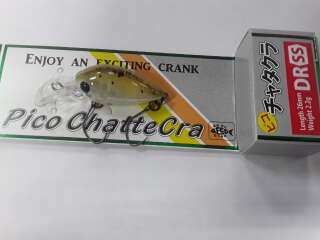 ENJOY AN EXCITING CRANK
Pico ChatteCra
ピコ
チャタクラ
DR-SS
Length 26mm
Weight 2.2g